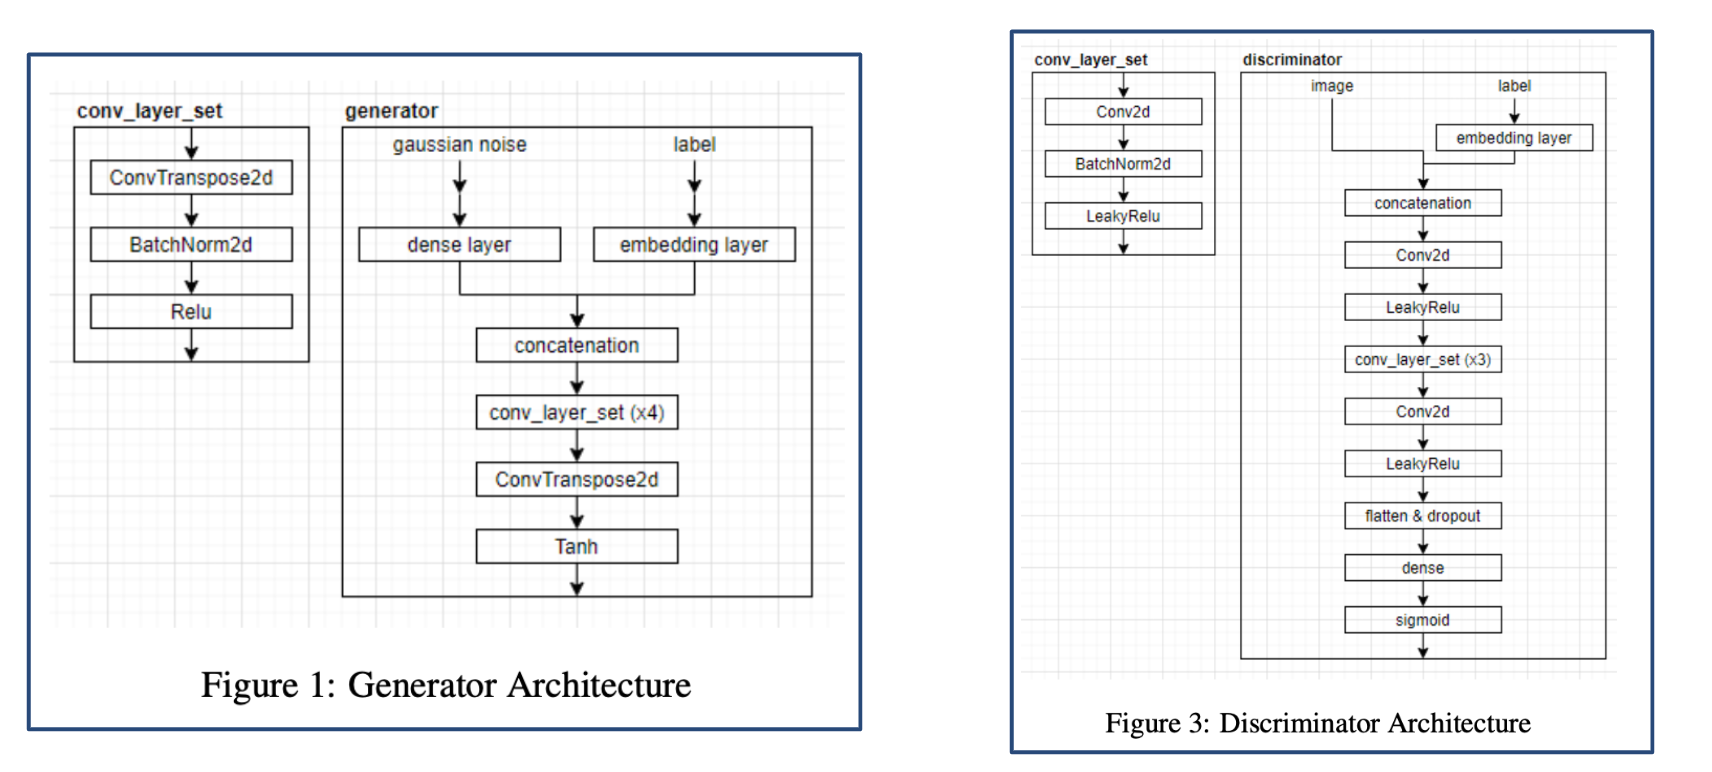 conv_layer_set
ConvTranspose2d
BatchNorm2d
Relu
generator
gaussian noise
label
dense layer
embedding layer
concatenation
conv_layer_set (x4)
ConvTranspose2d
Tanh
Figure 1: Generator Architecture
conv_layer_set
Conv2d
BatchNorm2d
LeakyRelu
discriminator
image
label
embedding layer
concatenation
Conv2d
LeakyRelu
conv_layer_set (x3)
Conv2d
LeakyRelu
flatten & dropout
dense
sigmoid
Figure 3: Discriminator Architecture